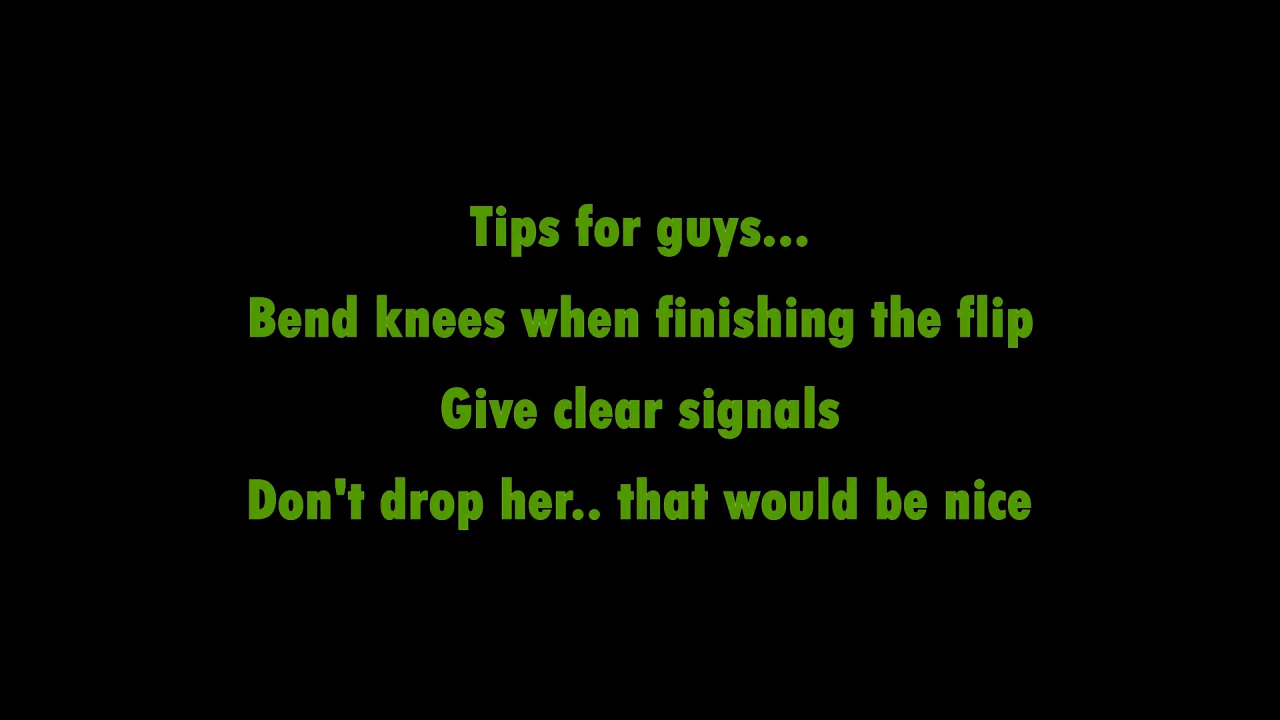 Tips for guys...
Bend knees when finishing the flip
Give clear signals
Don't drop her.. that would be nice